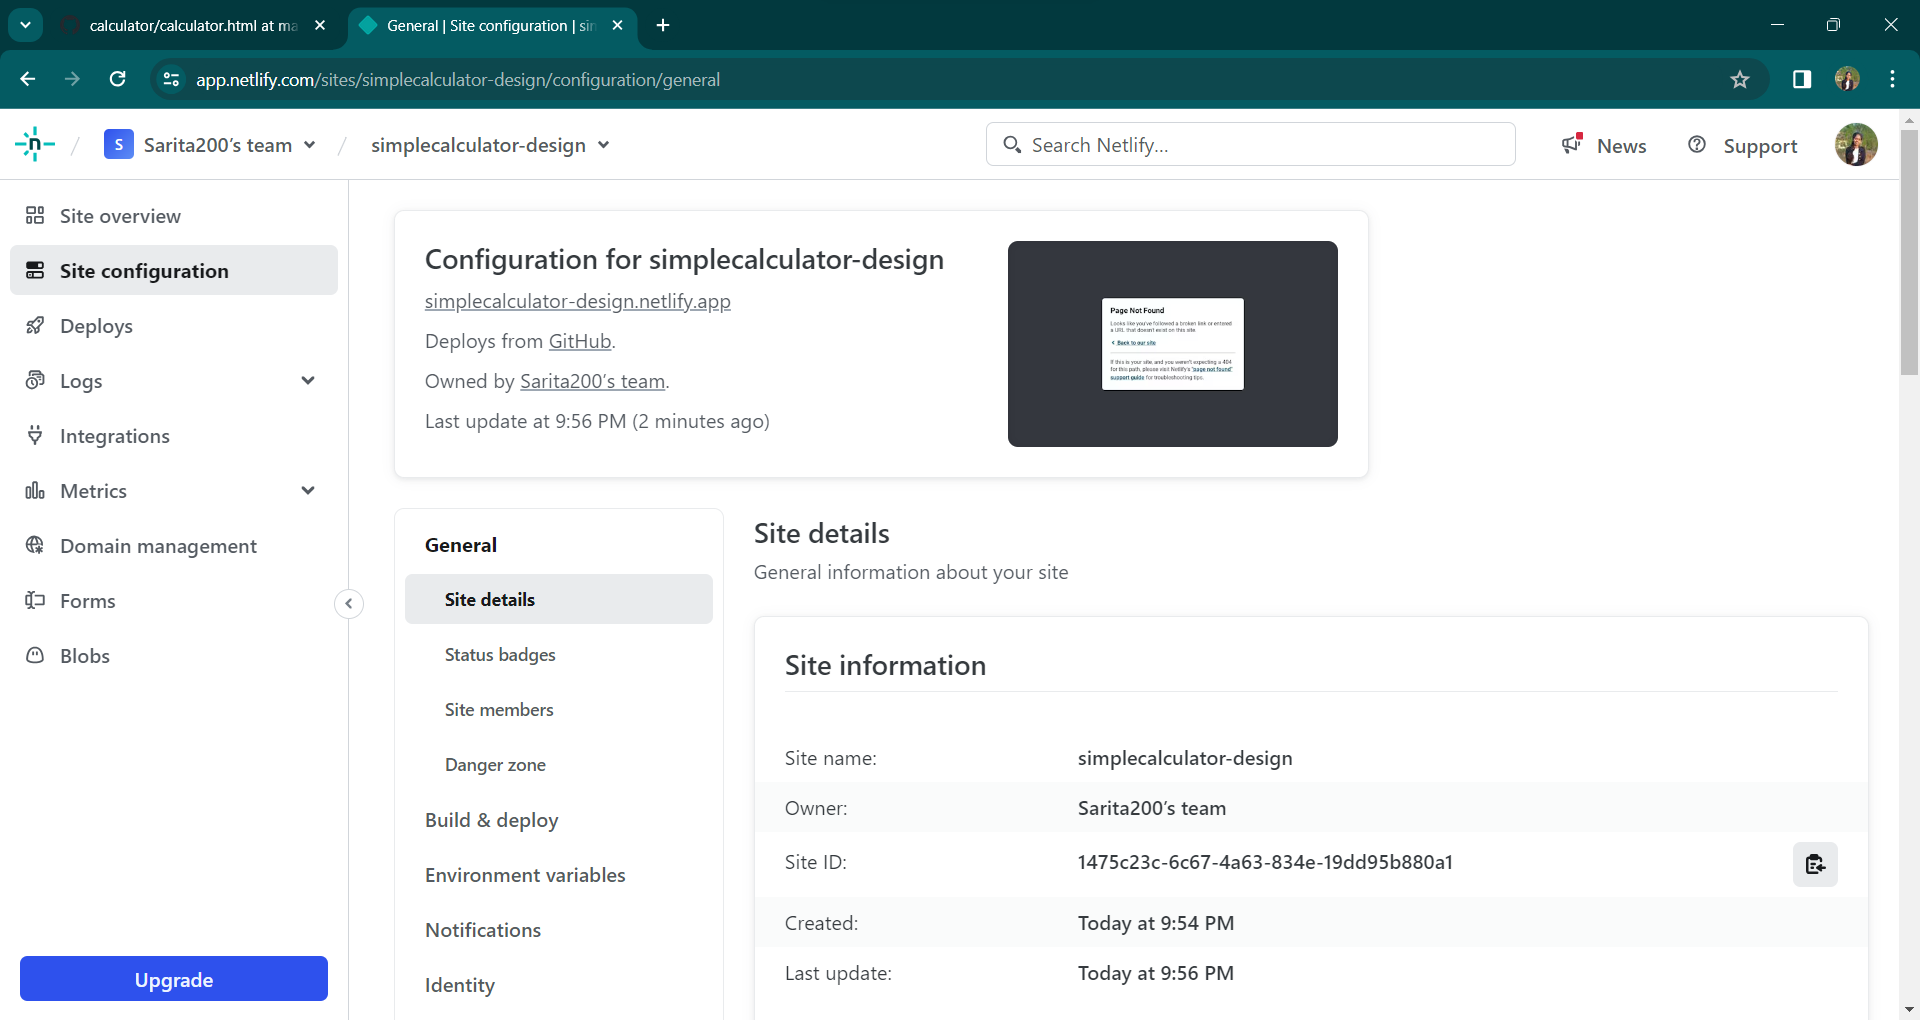 calculator/calculator.html at ma
General | Site configuration | sin
app.netlify.com/sites/simplecalculator-design/configuration/general
S Sarita200's team / simplecalculator-design
Search Netlify...
News
Support
Site overview
Site configuration
Deploys
Logs
Integrations
Metrics
Domain management
Forms
Blobs
Upgrade
Configuration for simplecalculator-design
simplecalculator-design.netlify.app
Deploys from GitHub.
Owned by Sarita200's team.
Last update at 9:56 PM (2 minutes ago)
Page Not Found
Looks like you've followed a broken link or entered
a URL that doesn't exist on this site.
< Back to our site
If this is your site, and you weren't expecting a 404
for this path, please visit Netlify's "page not found"
support guide for troubleshooting tips.
General
Site details
Status badges
Site members
Danger zone
Build & deploy
Environment variables
Notifications
Identity
Site details
General information about your site
Site information
Site name: simplecalculator-design
Owner: Sarita200's team
Site ID: 1475c23c-6c67-4a63-834e-19dd95b880a1
Created: Today at 9:54 PM
Last update: Today at 9:56 PM